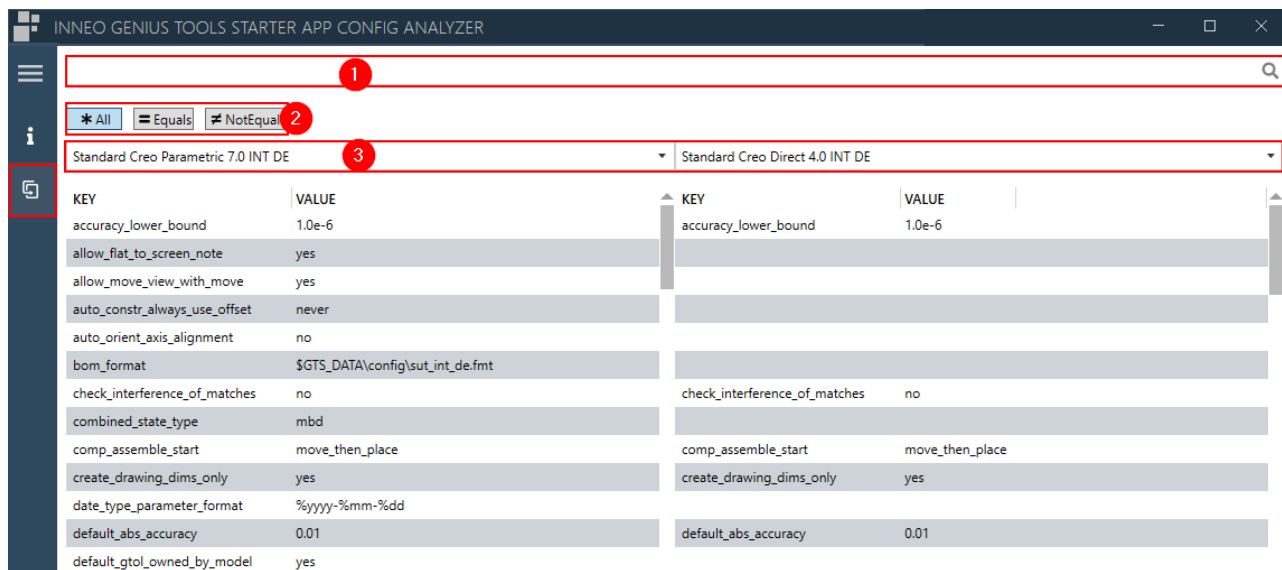 INNEO GENIUS TOOLS STARTER APP CONFIG ANALYZER
1
All Equals NotEqual 2
Standard Creo Parametric 7.0 INT DE 3 Standard Creo Direct 4.0 INT DE
KEY VALUE KEY VALUE
accuracy_lower_bound 1.0e-6 accuracy_lower_bound 1.0e-6
allow_flat_to_screen_note yes
allow_move_view_with_move yes
auto_constr_always_use_offset never
auto_orient_axis_alignment no
bom_format $GTS_DATA\config\sut_int_de.fmt
check_interference_of_matches no check_interference_of_matches no
combined_state_type mbd
comp_assemble_start move_then_place comp_assemble_start move_then_place
create_drawing_dims_only yes create_drawing_dims_only yes
date_type_parameter_format %yyyy-%mm-%dd
default_abs_accuracy 0.01 default_abs_accuracy 0.01
default_gtol_owned_by_model yes